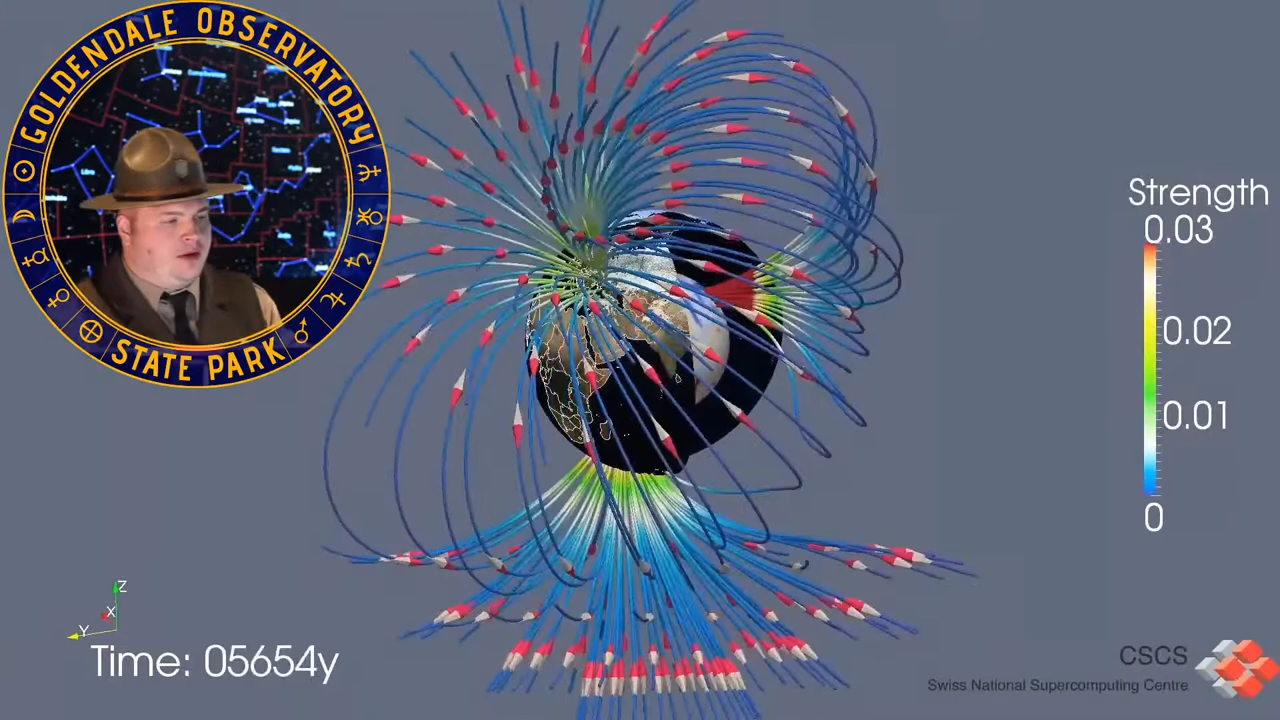 GOLDENDALE OBSERVATORY
STATE PARK
Strength
0.03
0.02
0.01
0
Z
X
Y
Time: 05654y
CSCS
Swiss National Supercomputing Centre